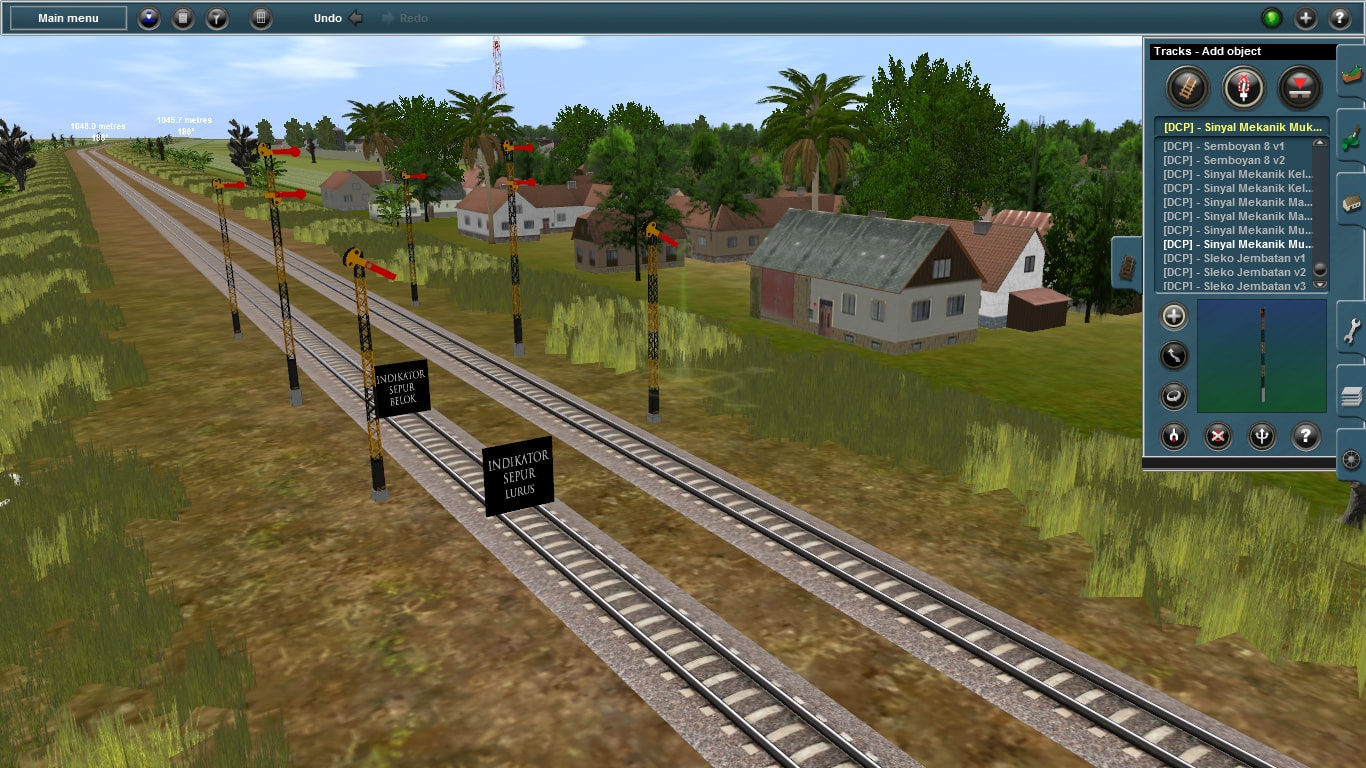 Main menu
Undo
Redo
Tracks - Add object
[DCP] - Sinyal Mekanik Muk...
[DCP] - Semboyan 8 v1
[DCP] - Semboyan 8 v2
[DCP] - Sinyal Mekanik Kel...
[DCP] - Sinyal Mekanik Kel...
[DCP] - Sinyal Mekanik Ma...
[DCP] - Sinyal Mekanik Ma...
[DCP] - Sinyal Mekanik Mu...
[DCP] - Sinyal Mekanik Mu...
[DCP] - Sleko Jembatan v1
[DCP] - Sleko Jembatan v2
[DCP] - Sleko Jembatan v3
1048.0 metres
188°
1045.7 metres
188°
INDIKATOR
SEPUR
BELOK
INDIKATOR
SEPUR
LURUS